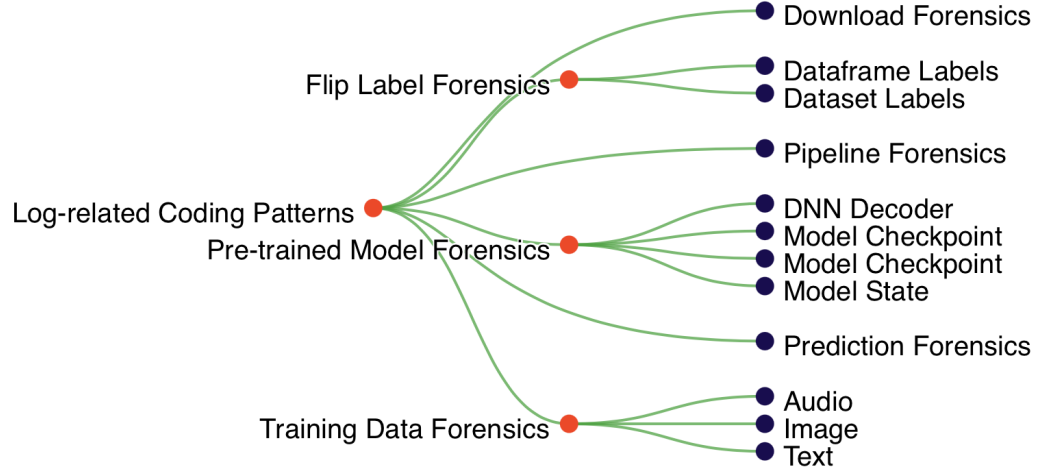 Download Forensics
Flip Label Forensics
Dataframe Labels
Dataset Labels
Pipeline Forensics
Log-related Coding Patterns
DNN Decoder
Model Checkpoint
Pre-trained Model Forensics
Model Checkpoint
Model State
Prediction Forensics
Audio
Training Data Forensics
Image
Text